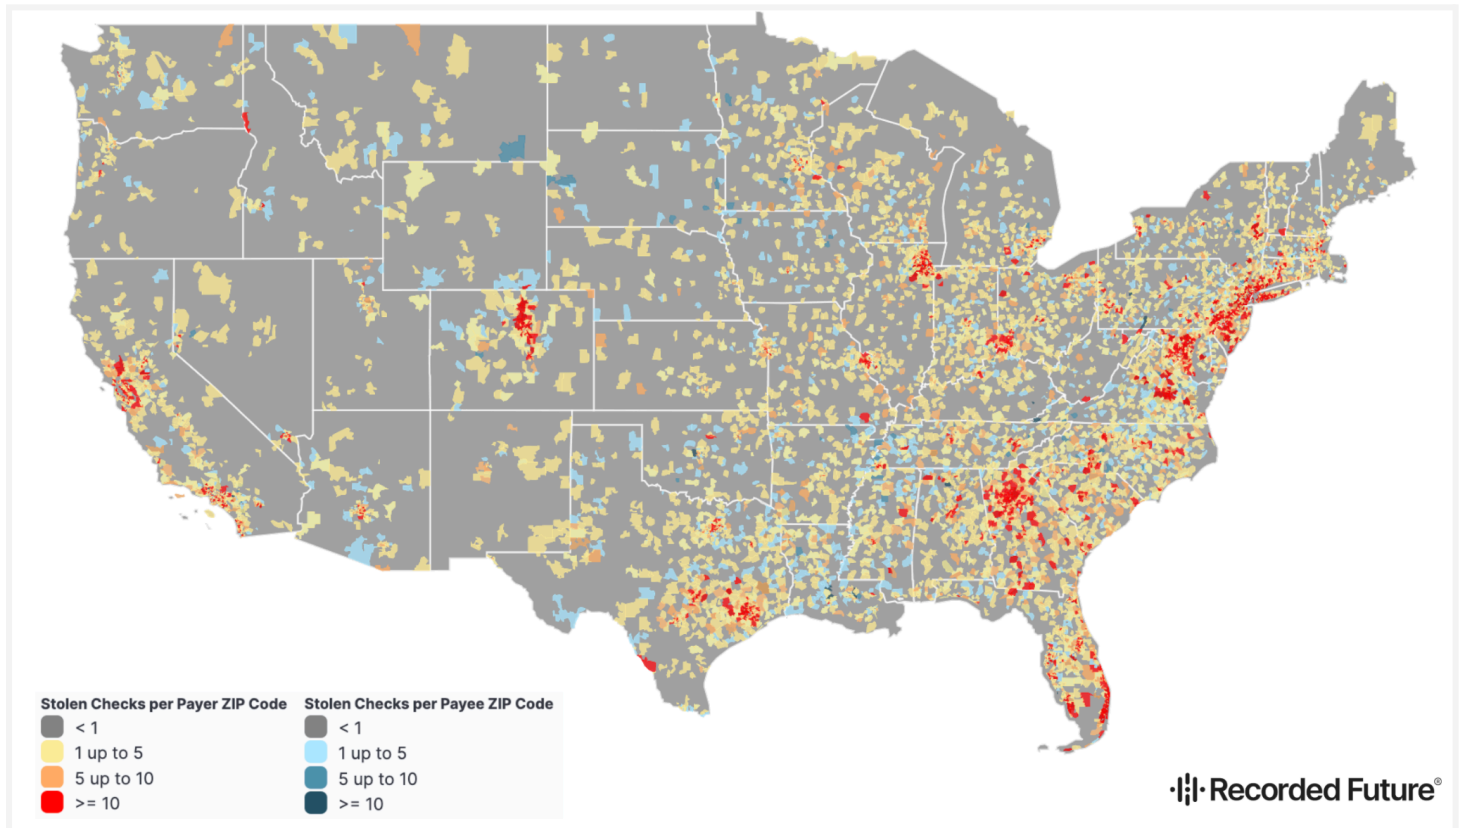 Stolen Checks per Payer ZIP Code
< 1
1 up to 5
5 up to 10
>= 10
Stolen Checks per Payee ZIP Code
< 1
1 up to 5
5 up to 10
>= 10
Recorded Future®